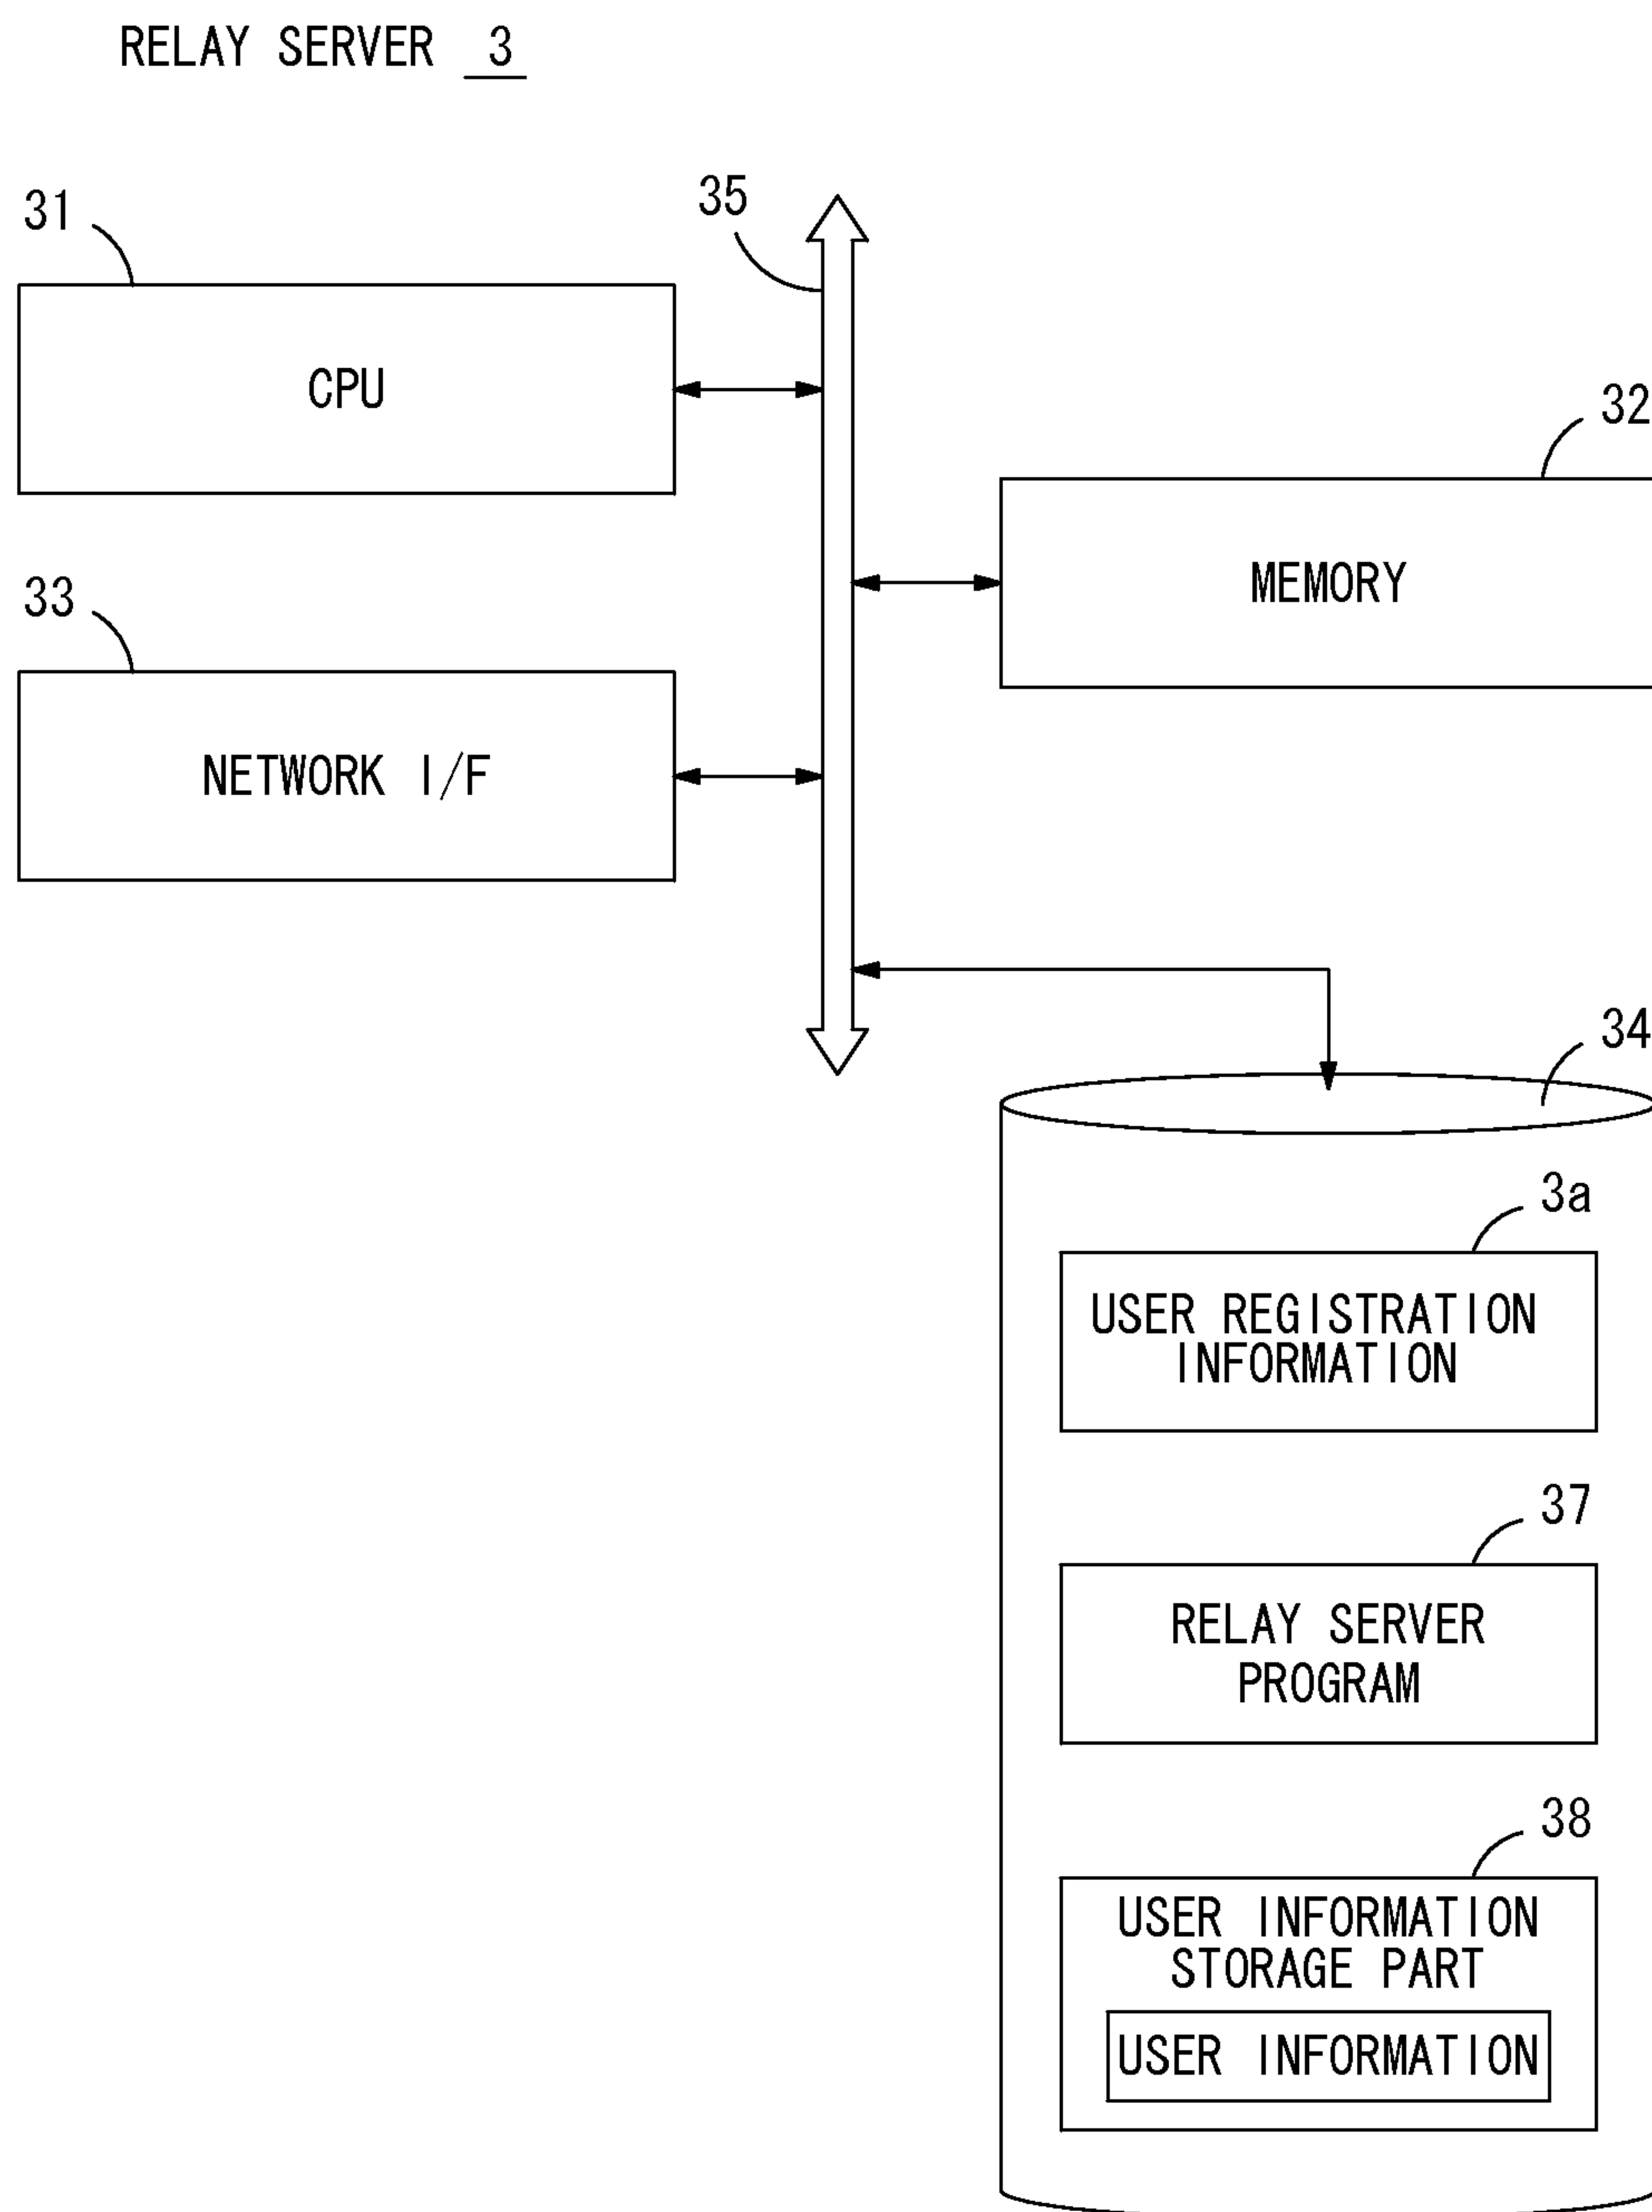 RELAY SERVER 3
31
35
CPU
32
MEMORY
33
NETWORK I/F
34
3a
USER REGISTRATION
INFORMATION
37
RELAY SERVER
PROGRAM
38
USER INFORMATION
STORAGE PART
USER INFORMATION